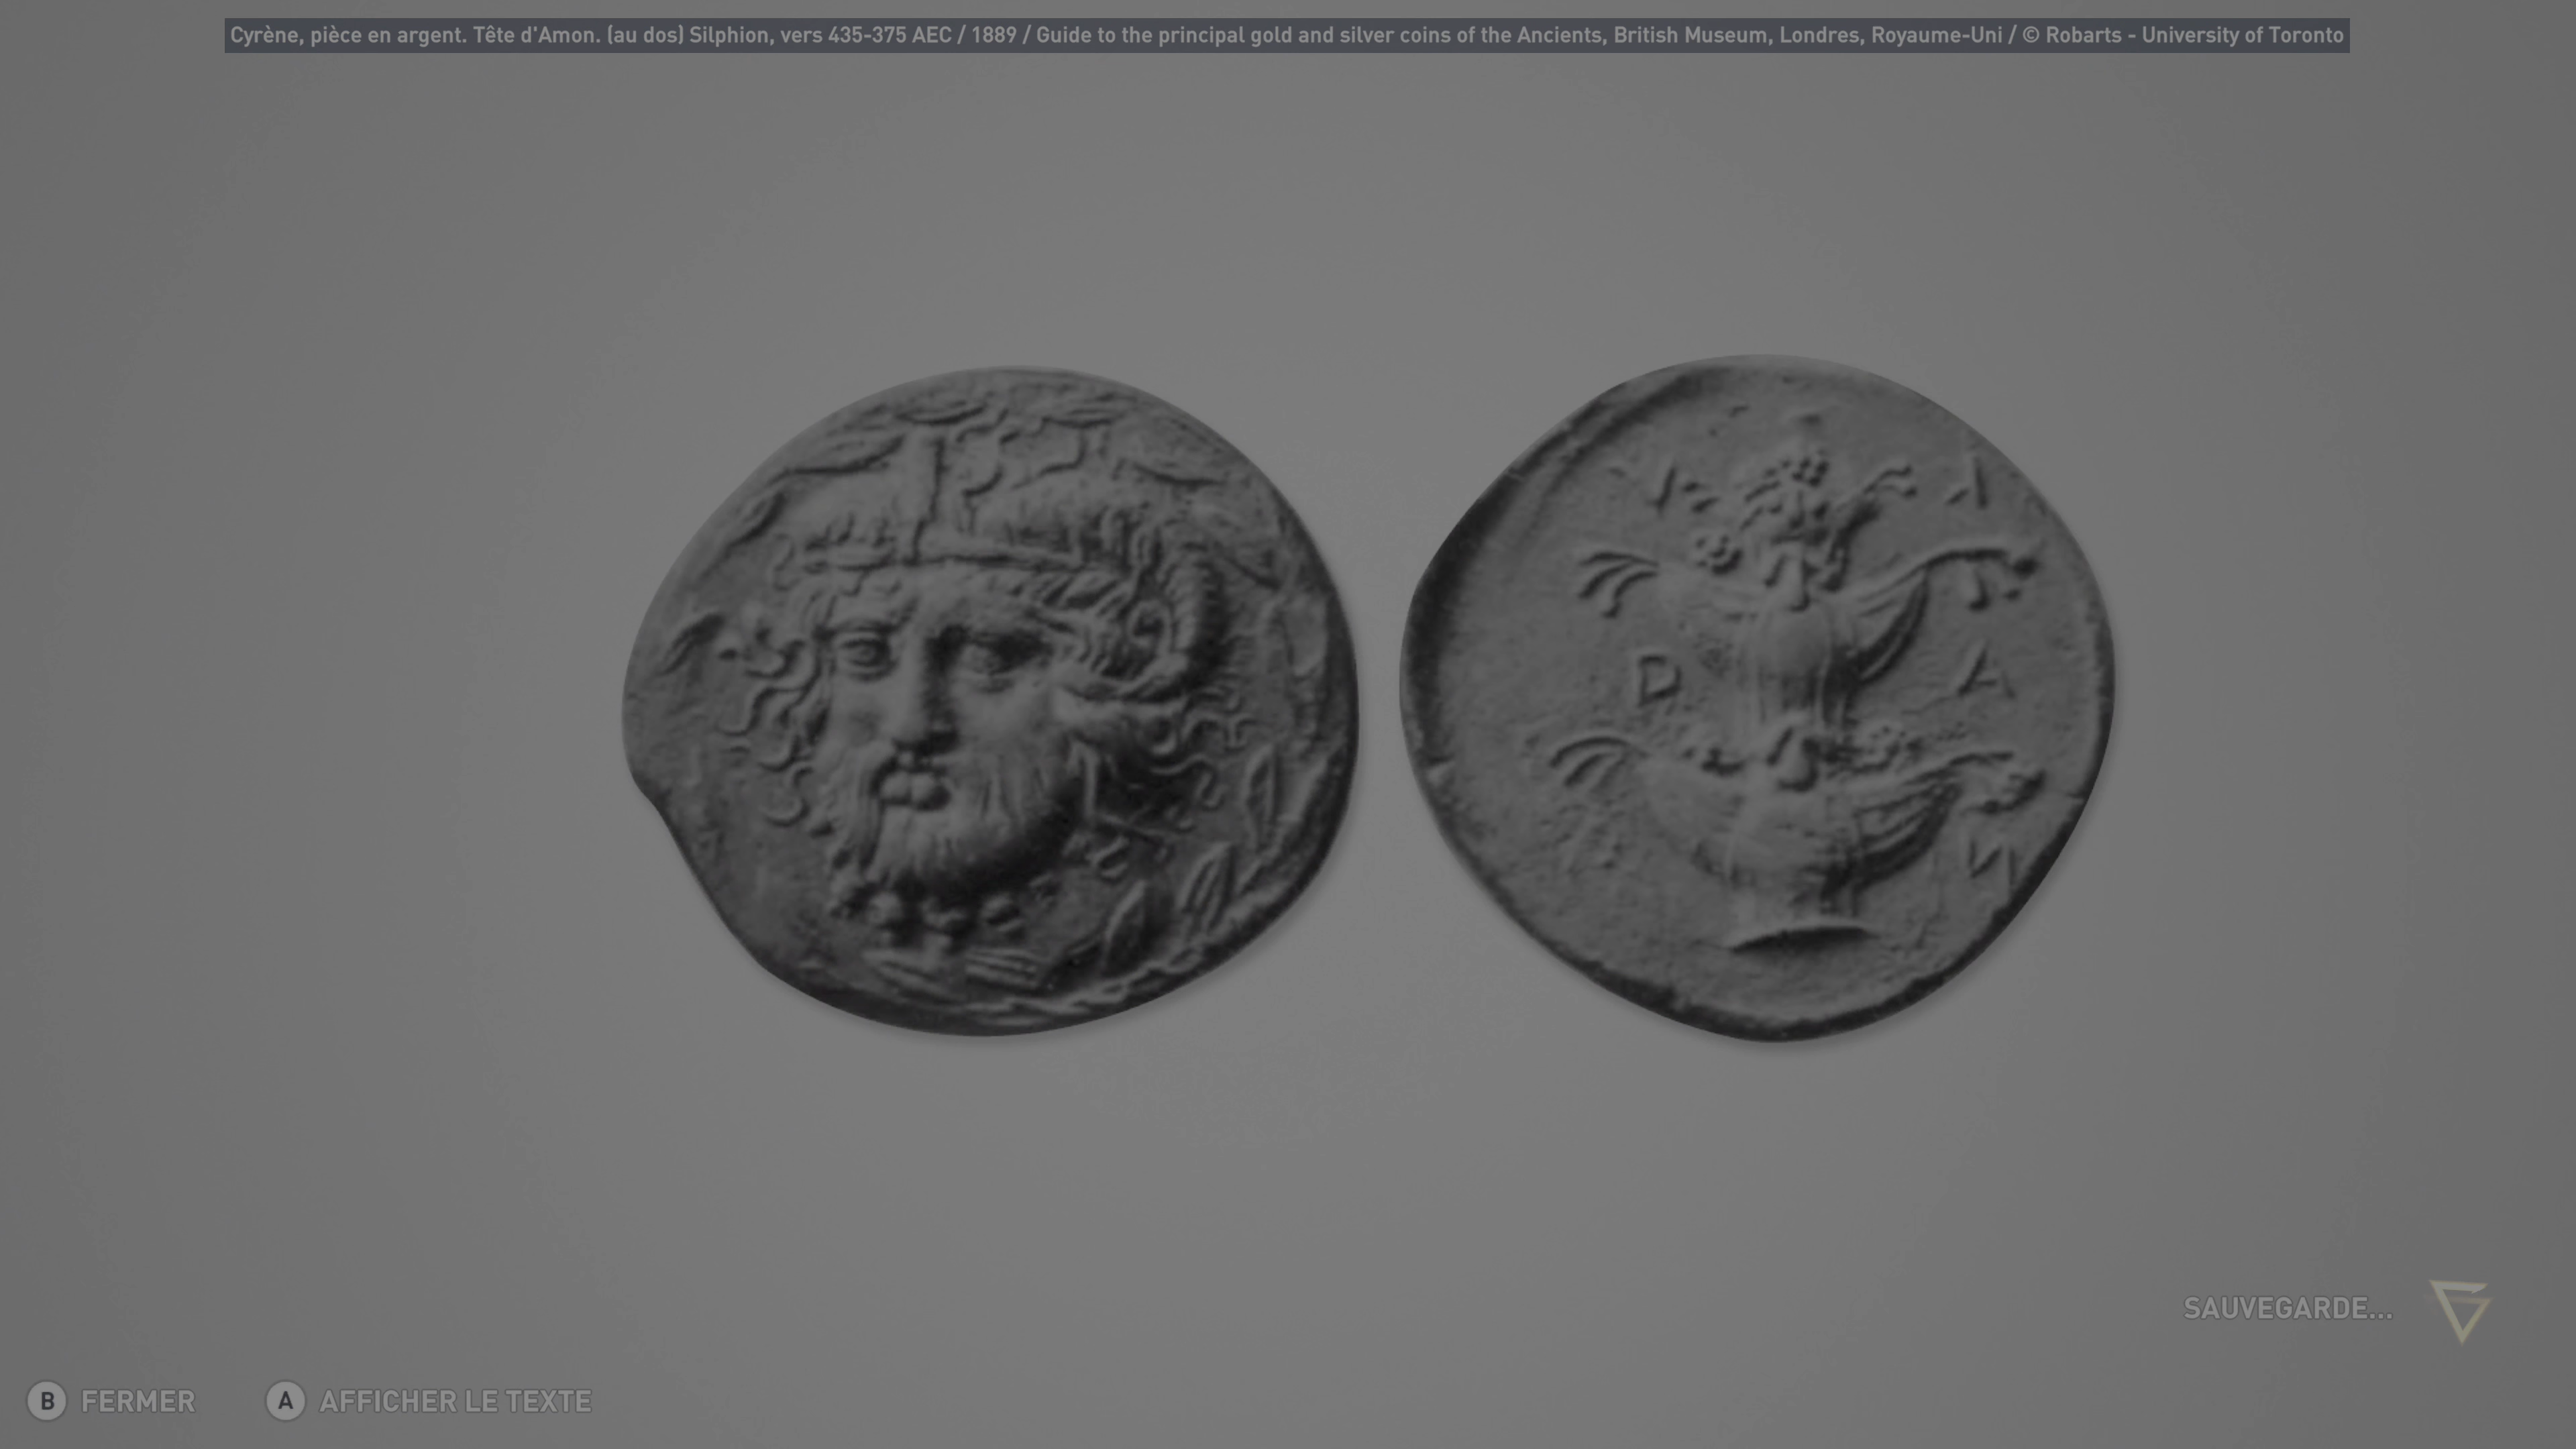 Cyrène, pièce en argent. Tête d'Amon. (au dos) Silphion, vers 435-375 AEC / 1889 / Guide to the principal gold and silver coins of the Ancients, British Museum, Londres, Royaume-Uni / © Robarts - University of Toronto
D A
SAUVEGARDE...
B FERMER A AFFICHER LE TEXTE